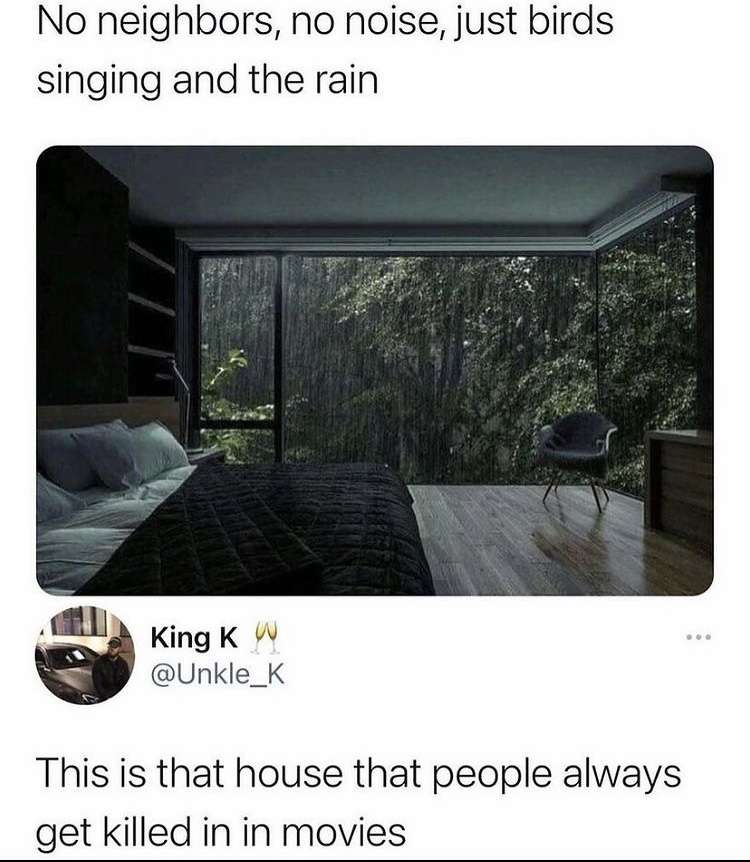 No neighbors, no noise, just birds
singing and the rain
King K 🥂
@Unkle_K
This is that house that people always
get killed in in movies